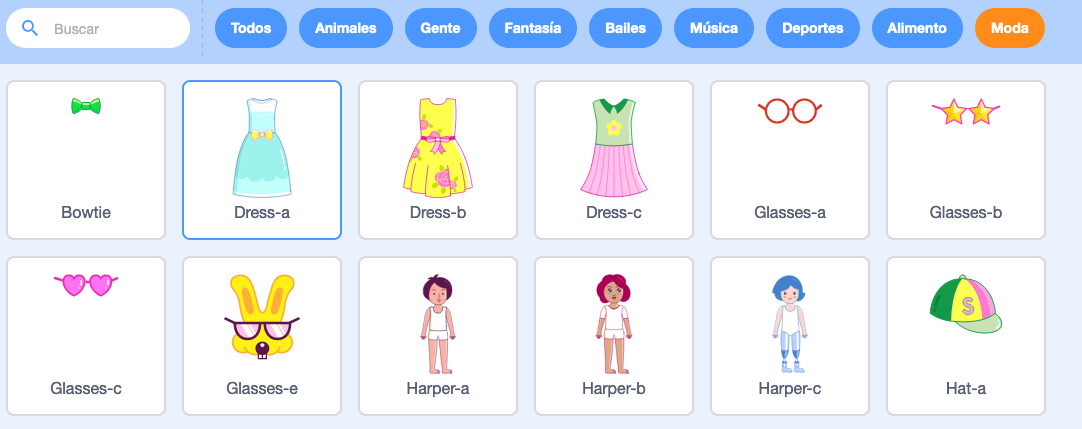 Buscar
Todos
Animales
Gente
Fantasía
Bailes
Música
Deportes
Alimento
Moda
Bowtie
Dress-a
Dress-b
Dress-c
Glasses-a
Glasses-b
S
Glasses-c
Glasses-e
Harper-a
Harper-b
Harper-c
Hat-a